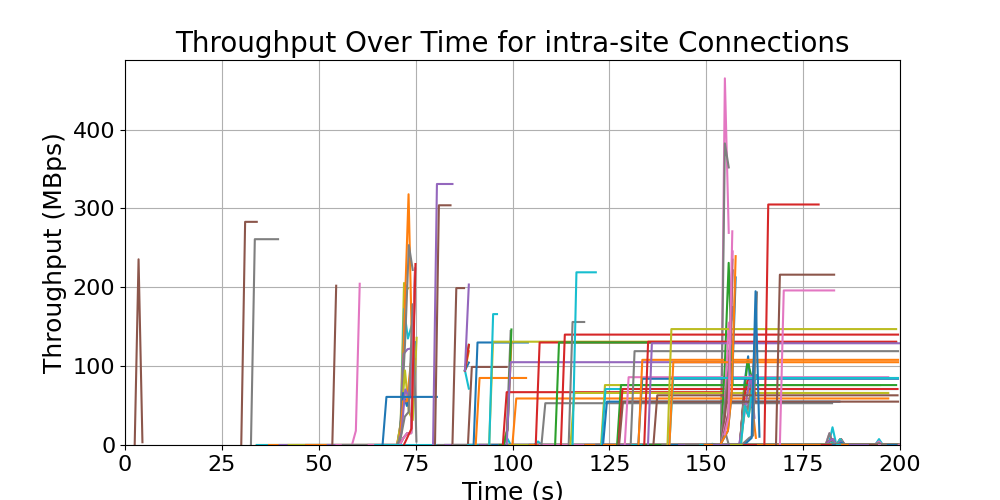 Throughput Over Time for intra-site Connections
Throughput (MBps)
400
300
200
100
0
0 25 50 75 100 125 150 175 200
Time (s)